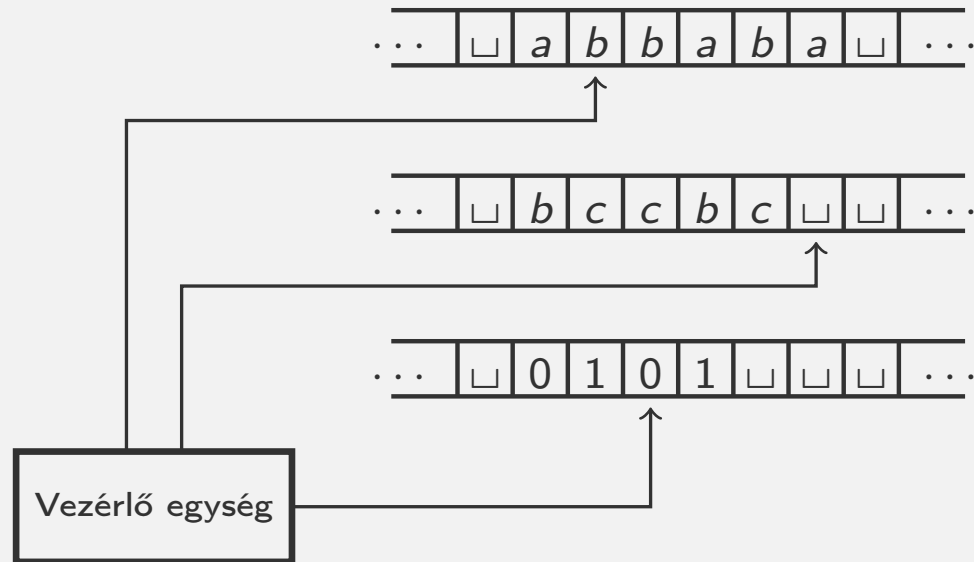 ··· ␣ a b b a b a ␣ ···
··· ␣ b c c b c ␣ ␣ ···
··· ␣ 0 1 0 1 ␣ ␣ ␣ ···
Vezérlő egység